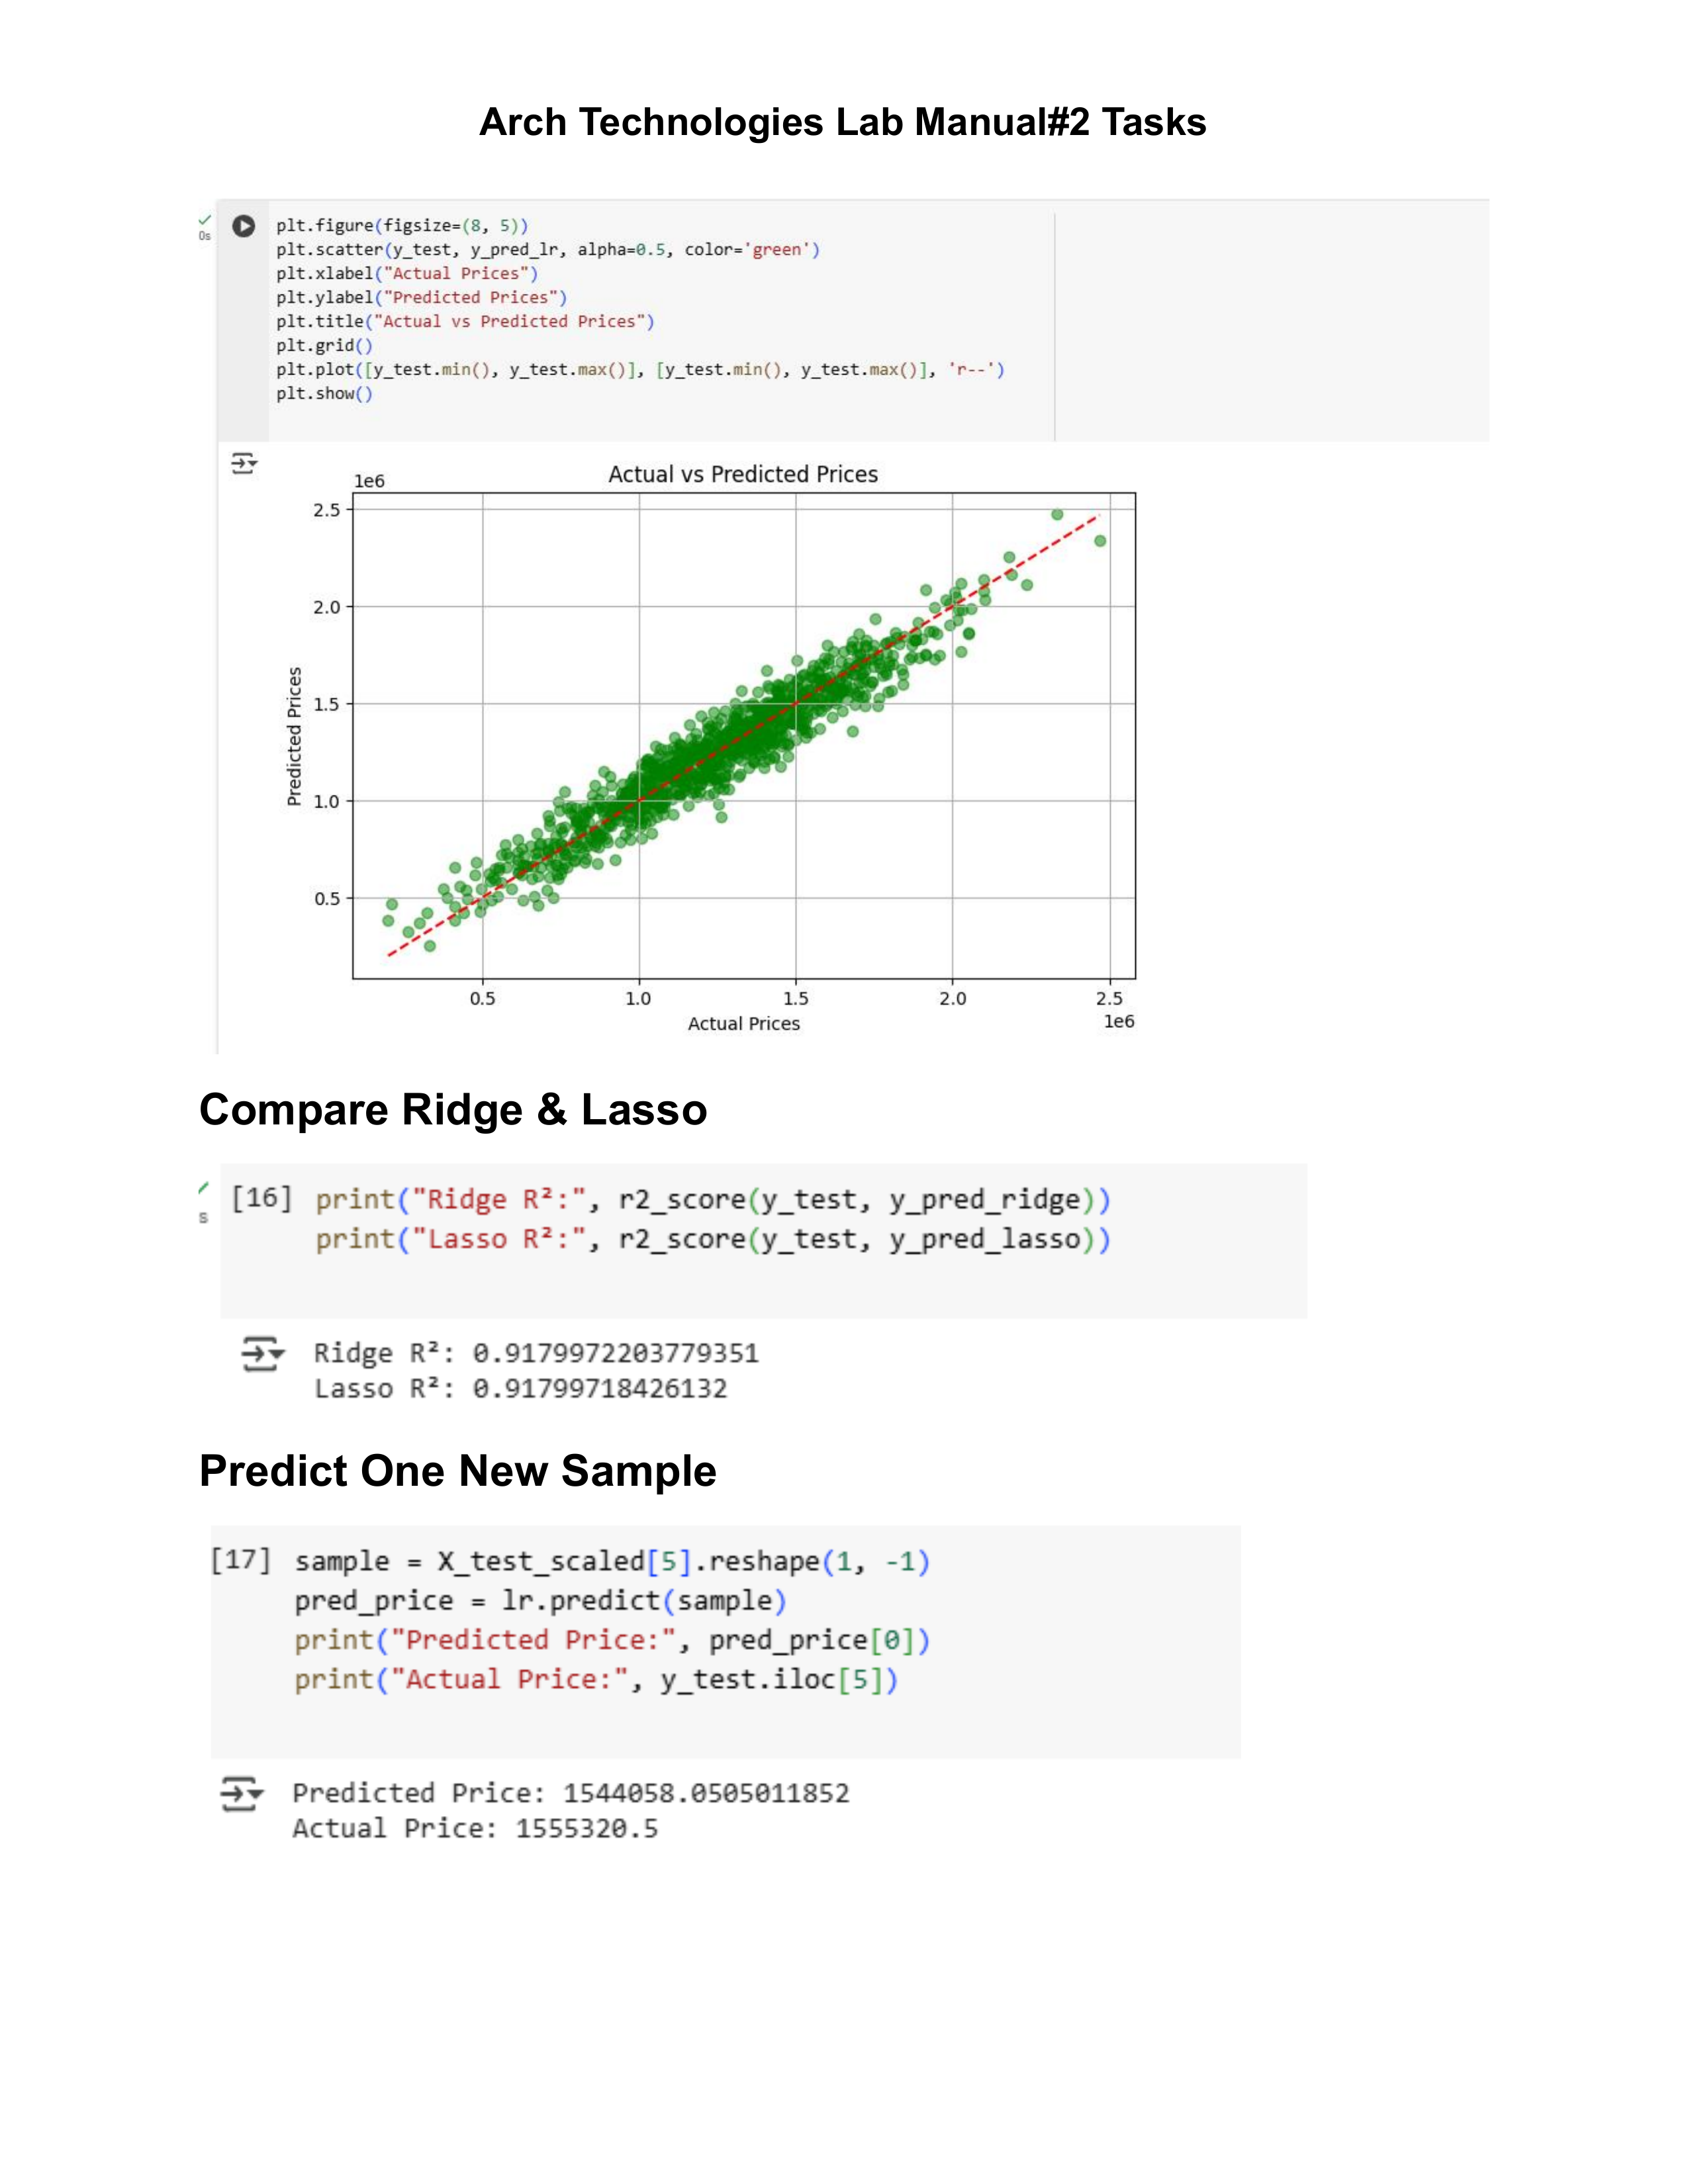 Arch Technologies Lab Manual#2 Tasks
0s
plt.figure(figsize=(8, 5))
plt.scatter(y_test, y_pred_lr, alpha=0.5, color='green')
plt.xlabel("Actual Prices")
plt.ylabel("Predicted Prices")
plt.title("Actual vs Predicted Prices")
plt.grid()
plt.plot([y_test.min(), y_test.max()], [y_test.min(), y_test.max()], 'r--')
plt.show()
Actual vs Predicted Prices
1e6
2.5
2.0
1.5
1.0
0.5
Predicted Prices
0.5 1.0 1.5 2.0 2.5
Actual Prices
1e6
Compare Ridge & Lasso
s
[16] print("Ridge R²:", r2_score(y_test, y_pred_ridge))
print("Lasso R²:", r2_score(y_test, y_pred_lasso))
Ridge R²: 0.9179972203779351
Lasso R²: 0.91799718426132
Predict One New Sample
[17] sample = X_test_scaled[5].reshape(1, -1)
pred_price = lr.predict(sample)
print("Predicted Price:", pred_price[0])
print("Actual Price:", y_test.iloc[5])
Predicted Price: 1544058.0505011852
Actual Price: 1555320.5